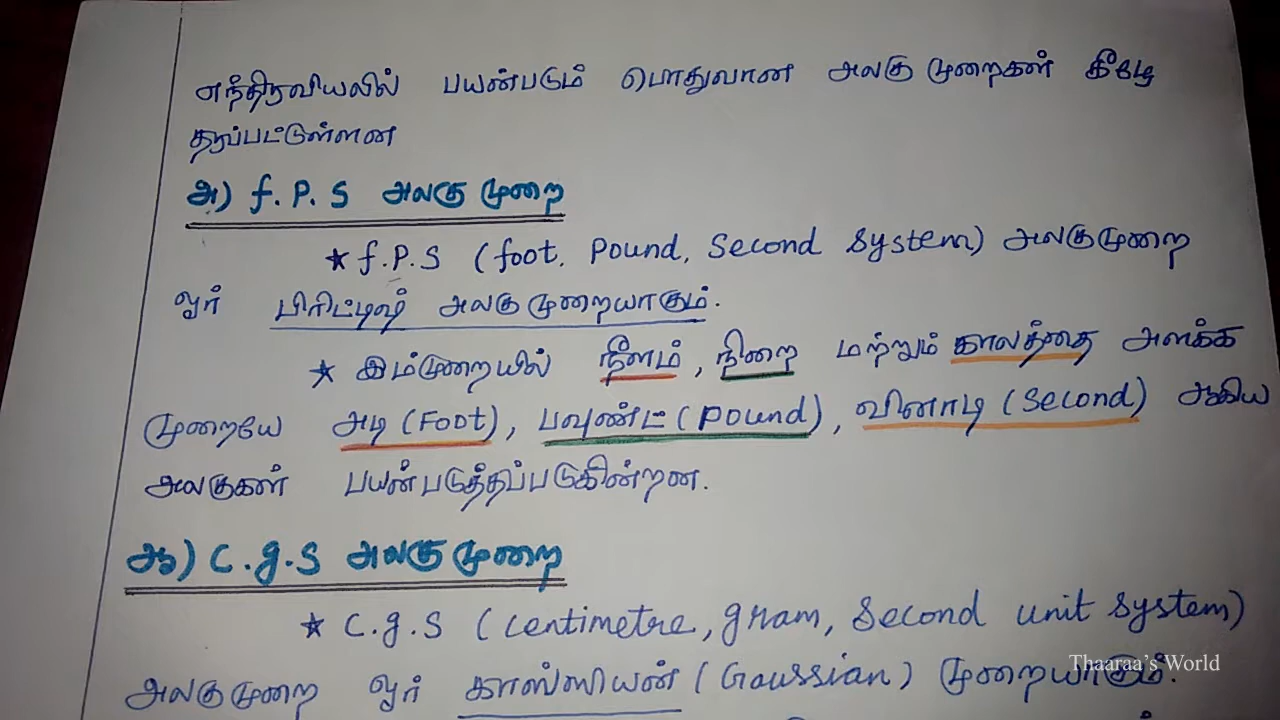 எந்திரவியலில் பயன்படும் பொதுவான அலகு முறைகள் கீழே
தரப்பட்டுள்ளன
அ) f.P.S அலகு முறை
★ f.P.S (foot. Pound, Second System) அலகுமுறை
ஓர் பிரிட்டிஷ் அலகு முறையாகும்.
★ இம்முறையில் நீளம், நிறை மற்றும் காலத்தை அளக்க
முறையே அடி (Foot), பவுண்ட் (pound), வினாடி (Second) ஆகிய
அலகுகள் பயன்படுத்தப்படுகின்றன.
ஆ) C.g.S அலகு முறை
★ C.g.S (Centimetre, gram, Second unit System)
அலகு முறை ஓர் காஸ்ஸியன் (Gaussian) முறையாகும்.
Thaaraa's World